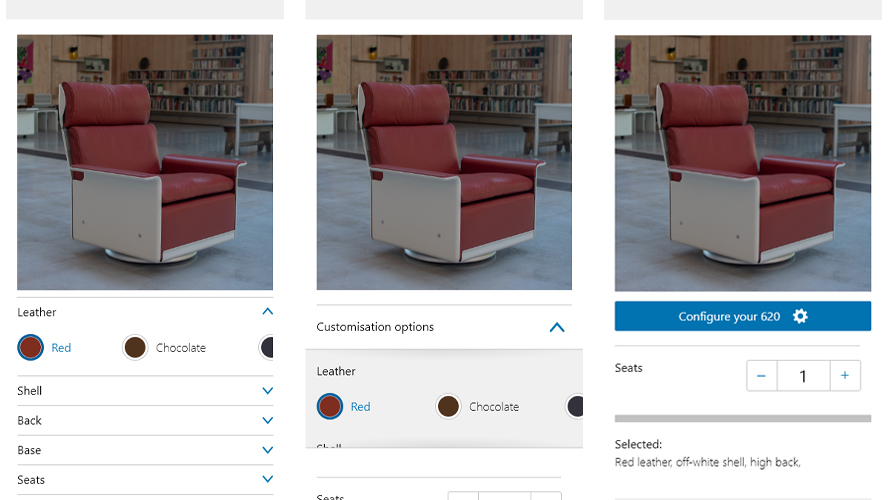 Leather
Red
Chocolate
Shell
Back
Base
Seats
Customisation options
Leather
Red
Chocolate
Shell
Seats
Configure your 620
Seats
− 1 +
Selected:
Red leather, off-white shell, high back,